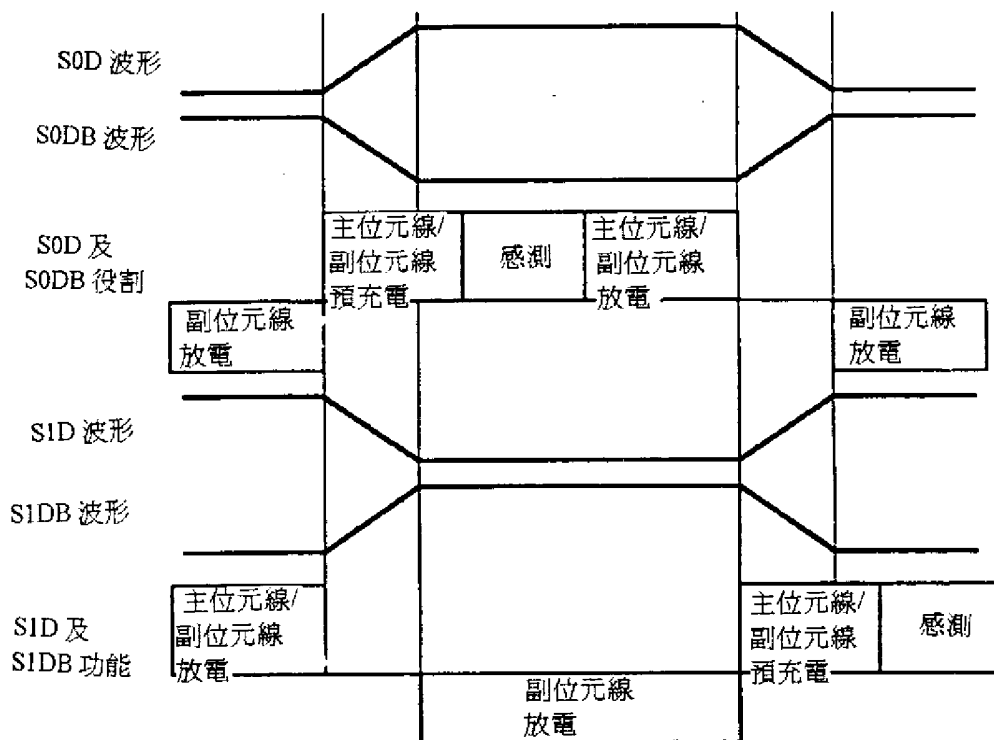 S0D 波形
S0DB 波形
S0D 及
S0DB 役割
主位元線/
副位元線
預充電
感測
主位元線/
副位元線
放電
副位元線
放電
副位元線
放電
S1D 波形
S1DB 波形
S1D 及
S1DB 功能
主位元線/
副位元線
放電
副位元線
放電
主位元線/
副位元線
預充電
感測